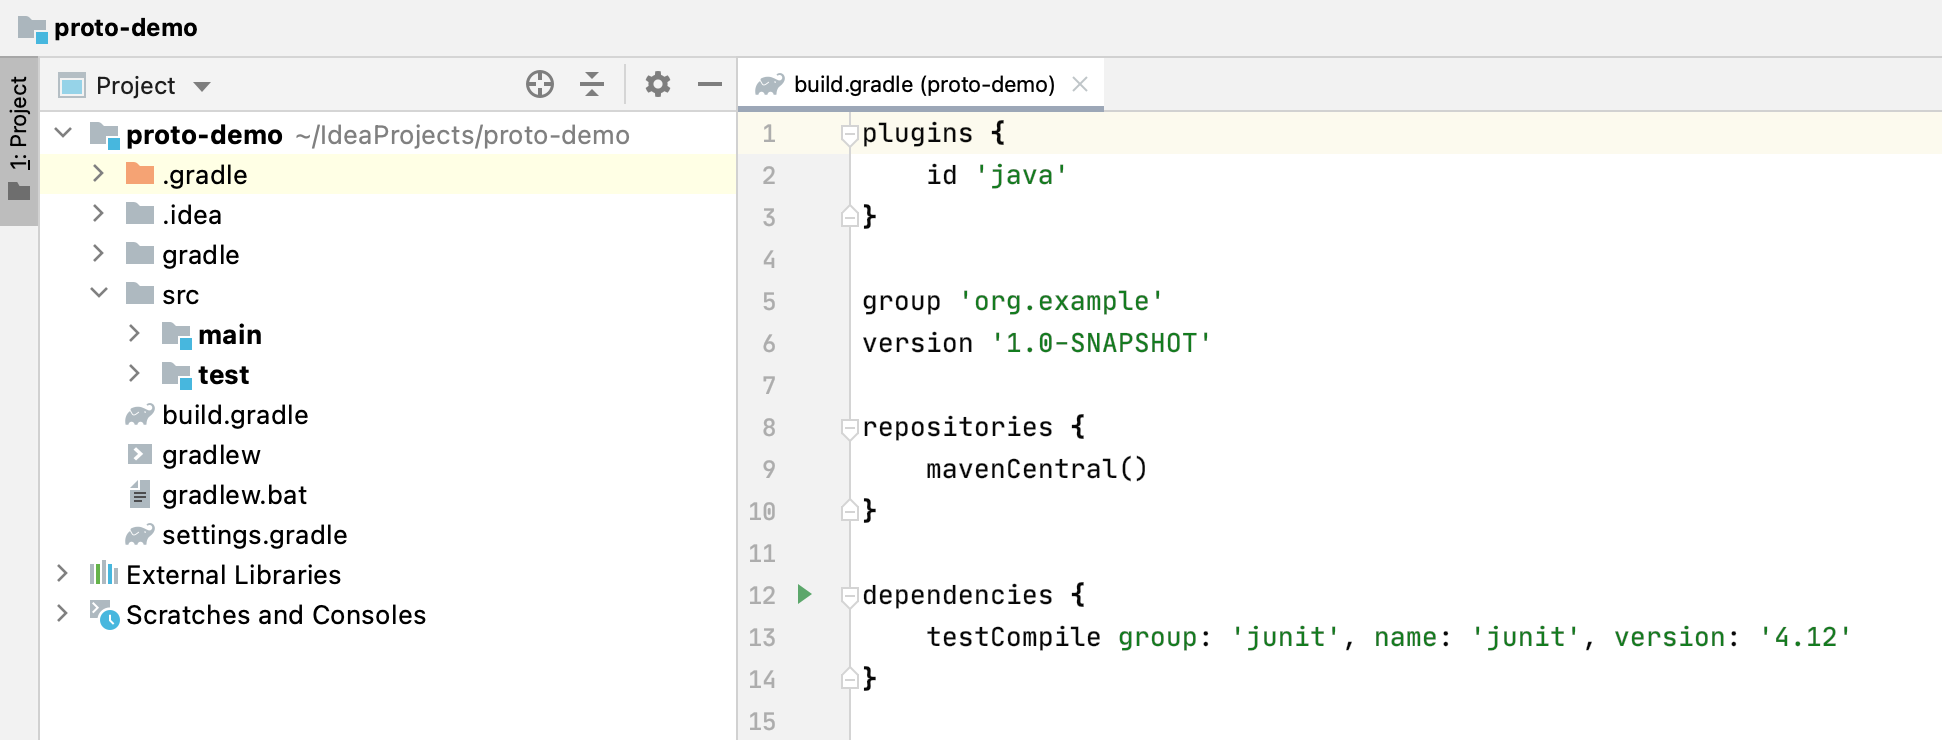 proto-demo
1: Project
Project
proto-demo ~/IdeaProjects/proto-demo
.gradle
.idea
gradle
src
main
test
build.gradle
gradlew
gradlew.bat
settings.gradle
External Libraries
Scratches and Consoles
build.gradle (proto-demo)
1 plugins {
2 id 'java'
3 }
4
5 group 'org.example'
6 version '1.0-SNAPSHOT'
7
8 repositories {
9 mavenCentral()
10 }
11
12 dependencies {
13 testCompile group: 'junit', name: 'junit', version: '4.12'
14 }
15